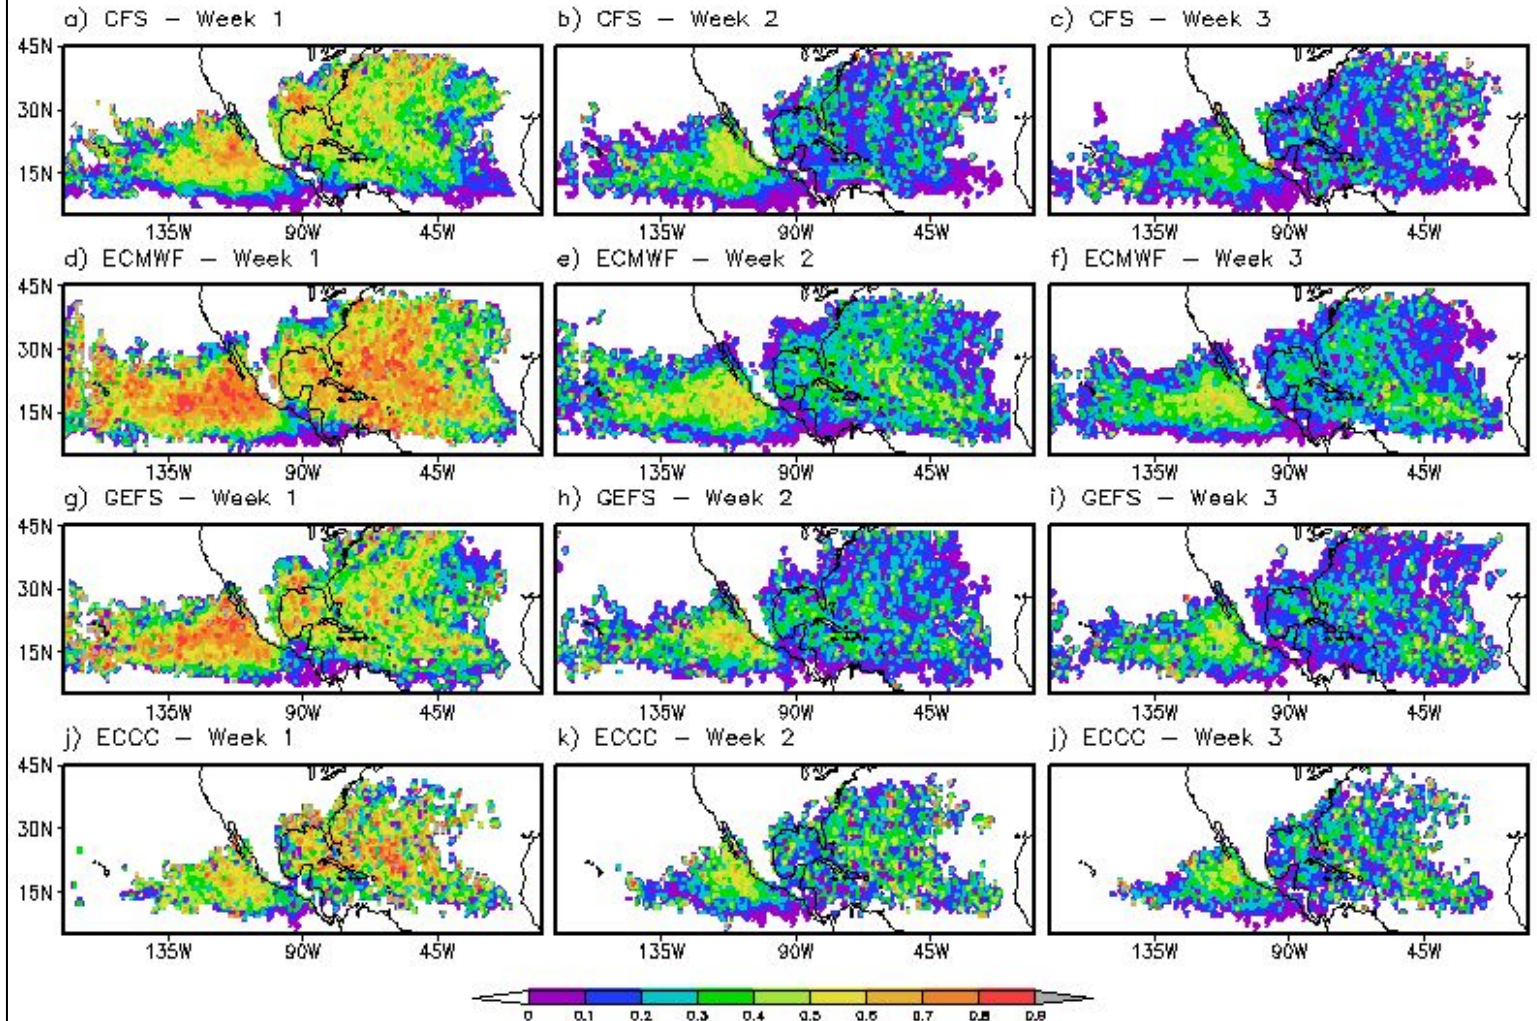 a) CFS – Week 1
b) CFS – Week 2
c) CFS – Week 3
45N
30N
15N
135W 90W 45W
135W 90W 45W
135W 90W 45W
d) ECMWF – Week 1
e) ECMWF – Week 2
f) ECMWF – Week 3
45N
30N
15N
135W 90W 45W
135W 90W 45W
135W 90W 45W
g) GEFS – Week 1
h) GEFS – Week 2
i) GEFS – Week 3
45N
30N
15N
135W 90W 45W
135W 90W 45W
135W 90W 45W
j) ECCC – Week 1
k) ECCC – Week 2
j) ECCC – Week 3
45N
30N
15N
135W 90W 45W
135W 90W 45W
135W 90W 45W
0 0.1 0.2 0.3 0.4 0.5 0.6 0.7 0.8 0.9